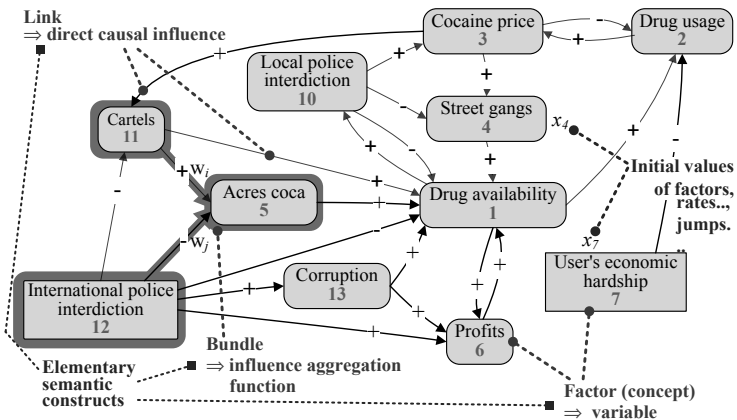 Link
⇒ direct causal influence
Cocaine price
3
Drug usage
2
Local police
interdiction
10
Cartels
11
Street gangs
4
x4
Initial values
of factors,
rates..,
jumps.
..
Acres coca
5
Drug availability
1
x7
User's economic
hardship
7
International police
interdiction
12
Corruption
13
Profits
6
+
-
+
+
+
-
+
+
-
+
+
-
+ wi
- wj
-
+
+
-
+
+
+
+
+
+
+
-
Bundle
⇒ influence aggregation
function
Elementary
semantic
constructs
Factor (concept)
⇒ variable